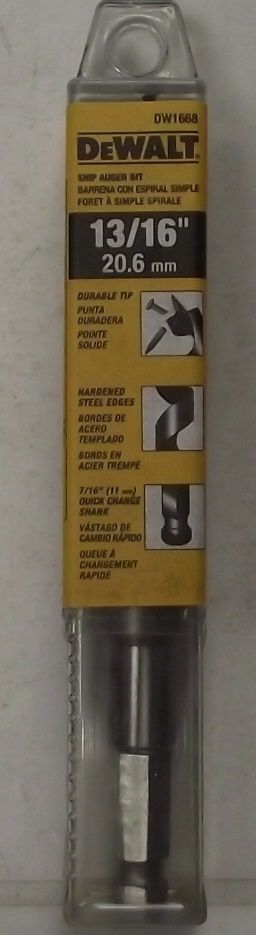 DW1668
DEWALT
SHIP AUGER BIT
BARRENA CON ESPIRAL SIMPLE
FORET À SIMPLE SPIRALE
13/16"
20.6 mm
DURABLE TIP
PUNTA
DURADERA
POINTE
SOLIDE
HARDENED
STEEL EDGES
BORDES DE
ACERO
TEMPLADO
BORDS EN
ACIER TREMPÉ
7/16" (11 mm)
QUICK CHANGE
SHANK
VÁSTAGO DE
CAMBIO RÁPIDO
QUEUE À
CHANGEMENT
RAPIDE